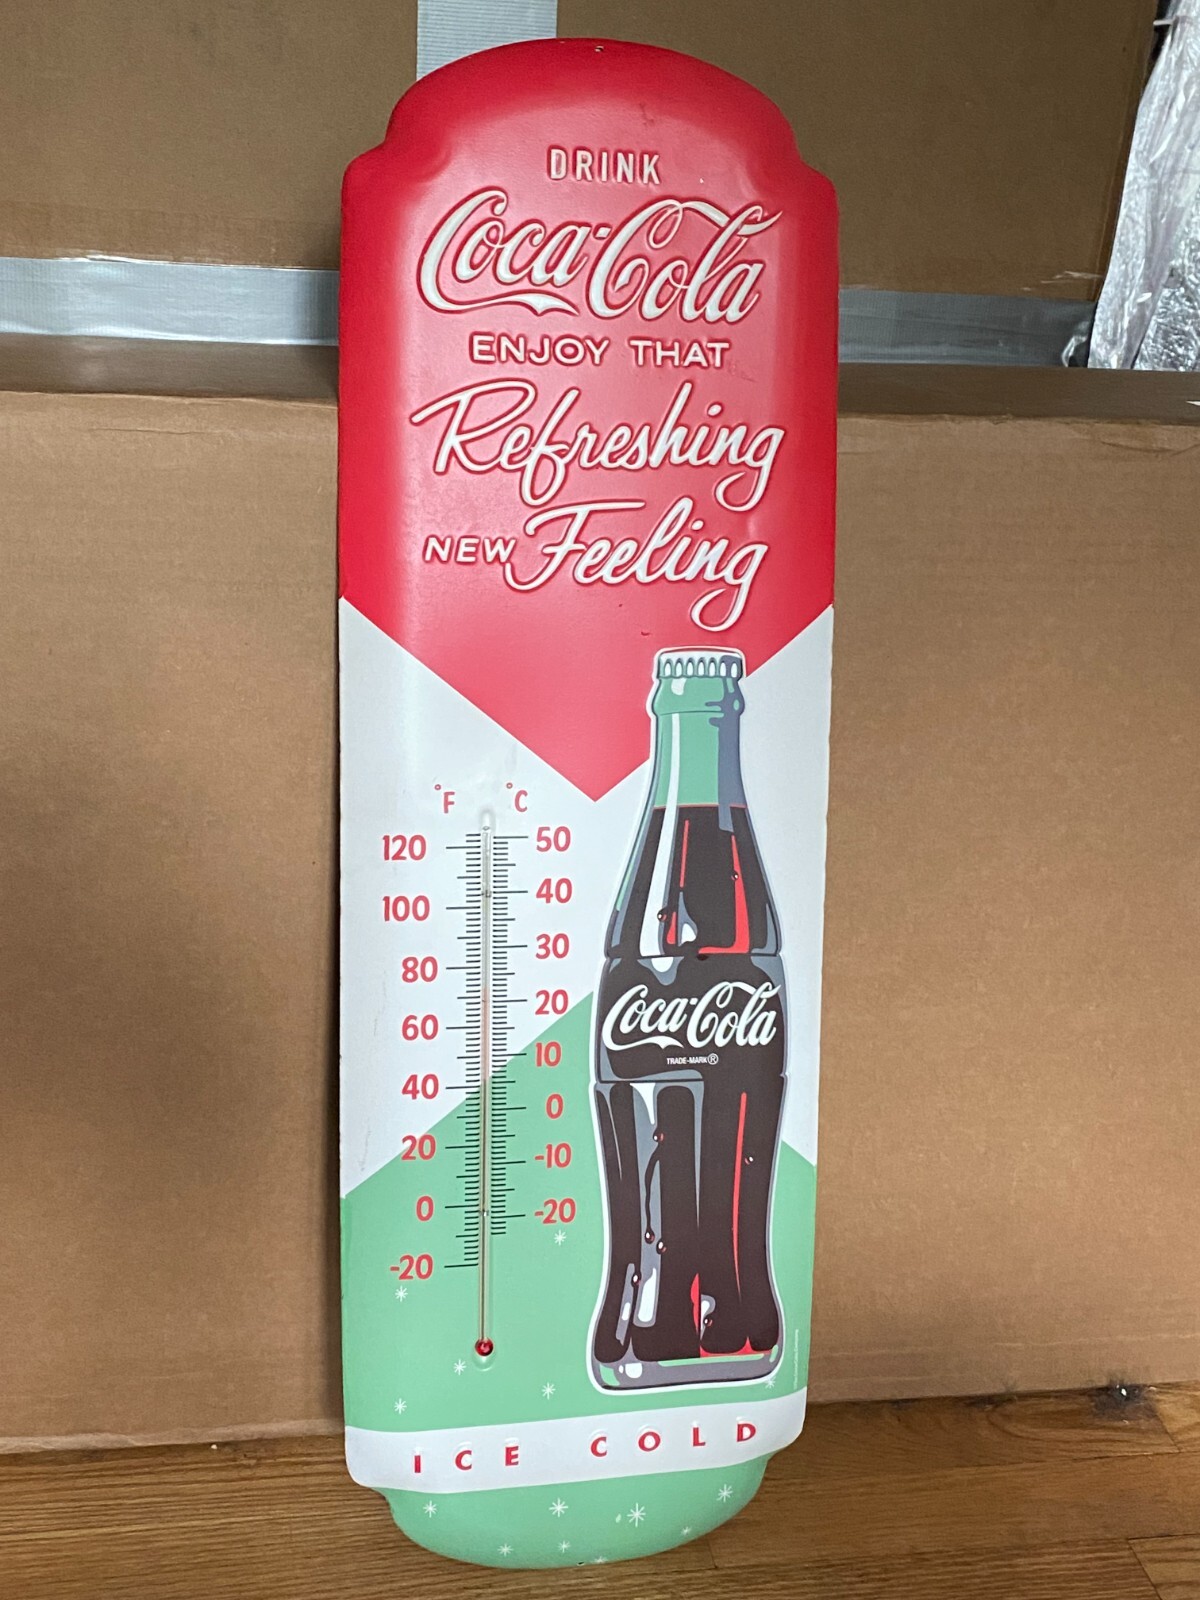 DRINK
Coca-Cola
ENJOY THAT
Refreshing
NEW Feeling
°F °C
120 50
100 40
80 30
60 20
40 10
20 0
0 -10
-20 -20
Coca-Cola
TRADE-MARK®
ICE COLD